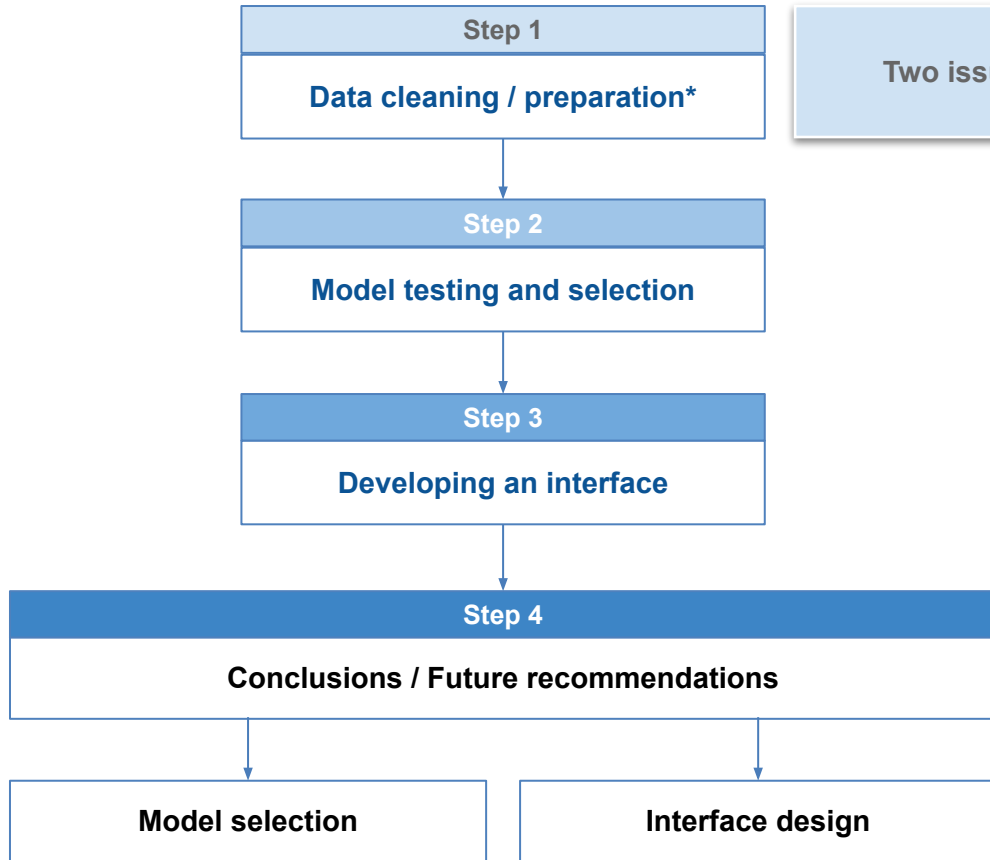 Step 1
Data cleaning / preparation*
Two
Step 2
Model testing and selection
Step 3
Developing an interface
Step 4
Conclusions / Future recommendations
Model selection
Interface design